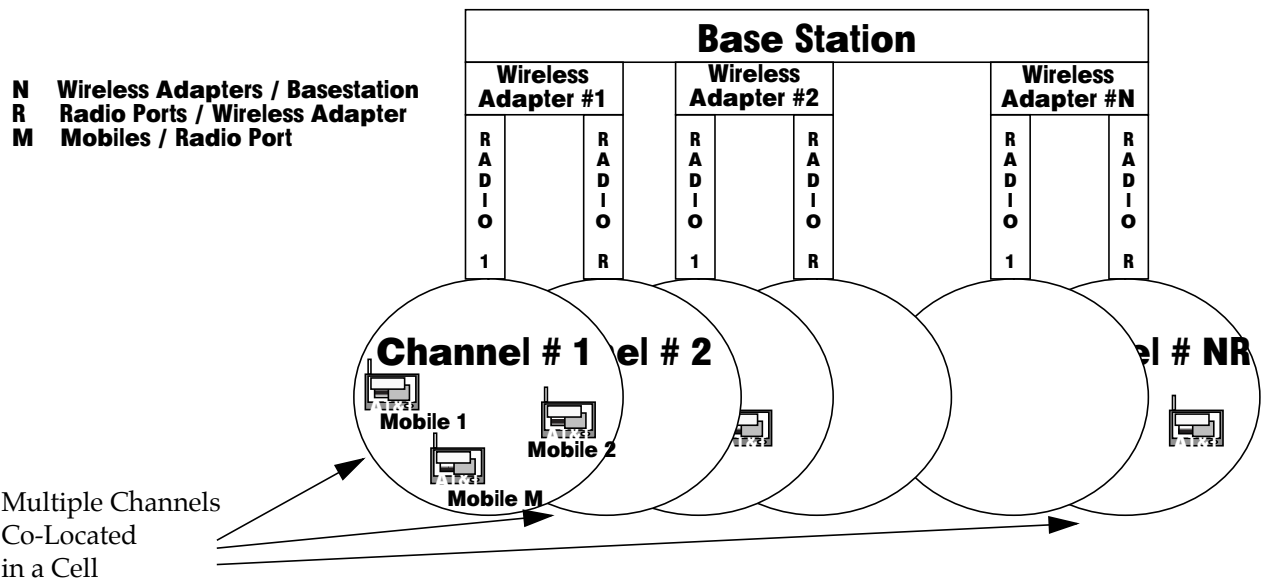 Base Station
Wireless
Adapter #1
Wireless
Adapter #2
Wireless
Adapter #N
N Wireless Adapters / Basestation
R Radio Ports / Wireless Adapter
M Mobiles / Radio Port
RADIO 1
RADIO R
RADIO 1
RADIO R
RADIO 1
RADIO R
Channel # 1
el # 2
el # NR
Mobile 1
Mobile 2
Mobile M
Multiple Channels
Co-Located
in a Cell